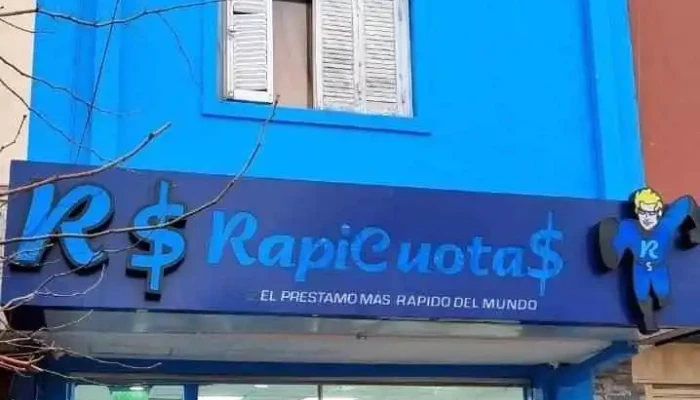 R$ RapiCuota$
EL PRESTAMO MAS RAPIDO DEL MUNDO
R
$